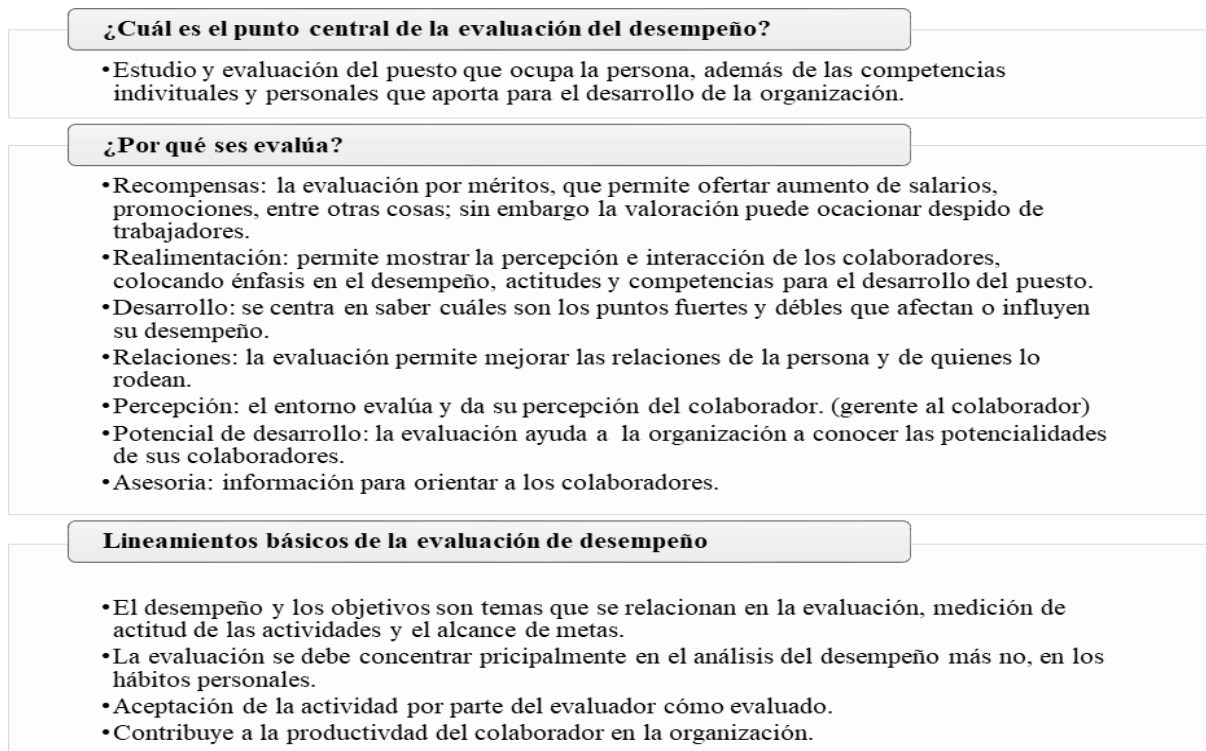 ¿Cuál es el punto central de la evaluación del desempeño?
•Estudio y evaluación del puesto que ocupa la persona, además de las competencias
indivituales y personales que aporta para el desarrollo de la organización.
¿Por qué ses evalúa?
•Recompensas: la evaluación por méritos, que permite ofertar aumento de salarios,
promociones, entre otras cosas; sin embargo la valoración puede ocacionar despido de
trabajadores.
•Realimentación: permite mostrar la percepción e interacción de los colaboradores,
colocando énfasis en el desempeño, actitudes y competencias para el desarrollo del puesto.
•Desarrollo: se centra en saber cuáles son los puntos fuertes y débles que afectan o influyen
su desempeño.
•Relaciones: la evaluación permite mejorar las relaciones de la persona y de quienes lo
rodean.
•Percepción: el entorno evalúa y da su percepción del colaborador. (gerente al colaborador)
•Potencial de desarrollo: la evaluación ayuda a la organización a conocer las potencialidades
de sus colaboradores.
•Asesoria: información para orientar a los colaboradores.
Lineamientos básicos de la evaluación de desempeño
•El desempeño y los objetivos son temas que se relacionan en la evaluación, medición de
actitud de las actividades y el alcance de metas.
•La evaluación se debe concentrar pricipalmente en el análisis del desempeño más no, en los
hábitos personales.
•Aceptación de la actividad por parte del evaluador cómo evaluado.
•Contribuye a la productivdad del colaborador en la organización.